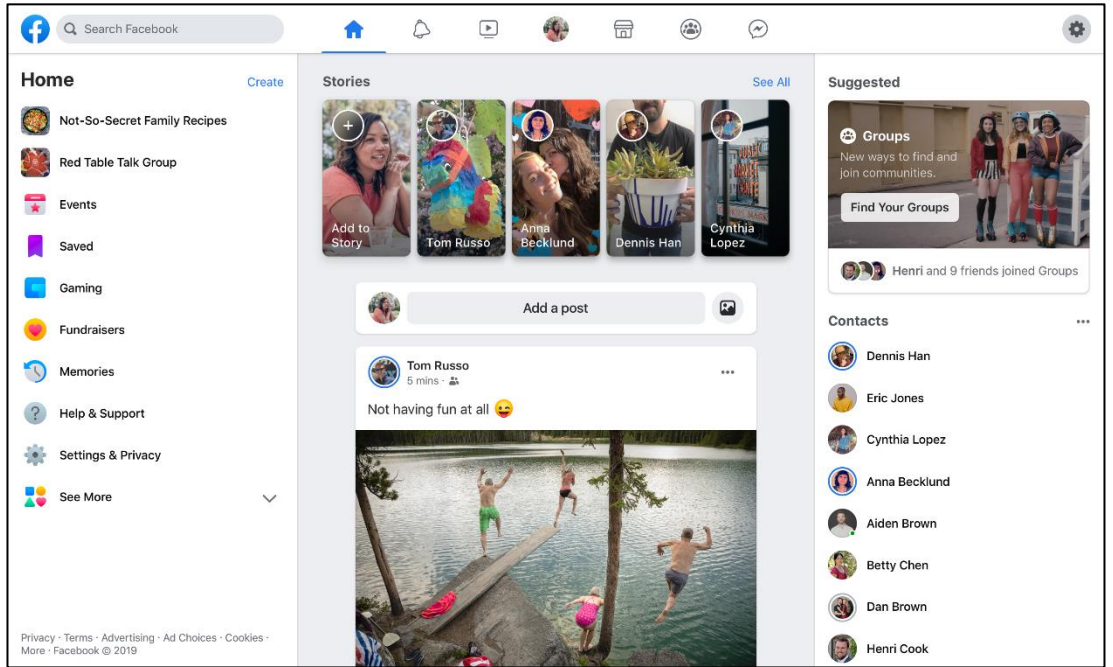 Search Facebook
Home
Create
Not-So-Secret Family Recipes
Red Table Talk Group
Events
Saved
Gaming
Fundraisers
Memories
Help & Support
Settings & Privacy
See More
Privacy · Terms · Advertising · Ad Choices · Cookies ·
More · Facebook © 2019
Stories
See All
Add to
Story
Tom Russo
Anna
Becklund
Dennis Han
Cynthia
Lopez
Add a post
Tom Russo
5 mins ·
Not having fun at all 😜
Suggested
Groups
New ways to find and
join communities.
Find Your Groups
Henri and 9 friends joined Groups
Contacts
Dennis Han
Eric Jones
Cynthia Lopez
Anna Becklund
Aiden Brown
Betty Chen
Dan Brown
Henri Cook